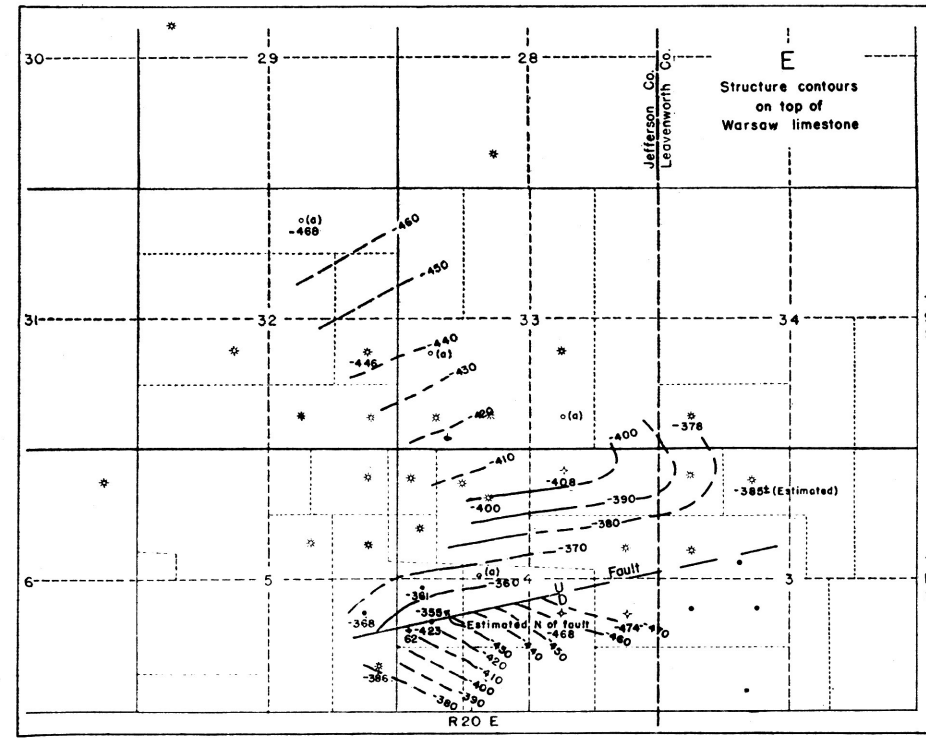 30
29
28
E
Structure contours
on top of
Warsaw limestone
Jefferson Co.
Leavenworth Co.
(a)
-468
-460
-450
31
32
33
34
-440
(a)
-446
-430
-420
(a)
-400
-378
-410
-408
-385± (Estimated)
-400
-390
-380
-370
(a)
-360
Fault
6
5
4
3
U
D
-381
-368
-355
Estimated N of fault
-423
62
-468
-474
-470
-460
-450
-440
-430
-420
-410
-400
-390
-380
-386
R 20 E